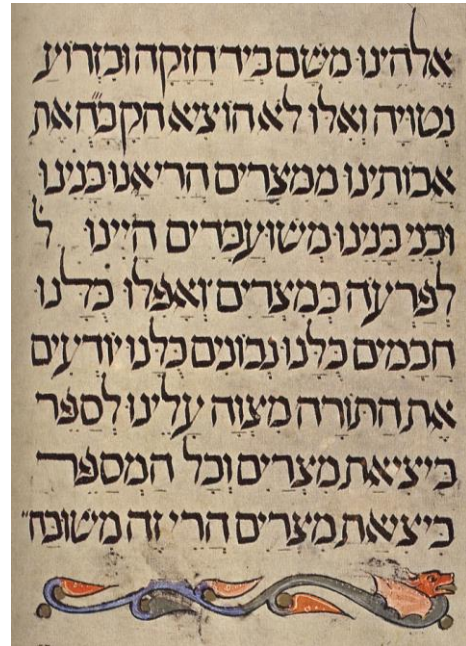 אלהינו משם ביד חזקה ובזרוע
נטויה ואלו לא הוציא הקב״ה את
אבותינו ממצרים הרי אנו בנינו
ובני בנינו משועבדים היינו ל
לפרעה במצרים ואפלו כלנו
חכמים כלנו נבונים כלנו יודעים
את התורה מצוה עלינו לספר
ביציאת מצרים וכל המספר
ביציאת מצרים הרי זה משובח